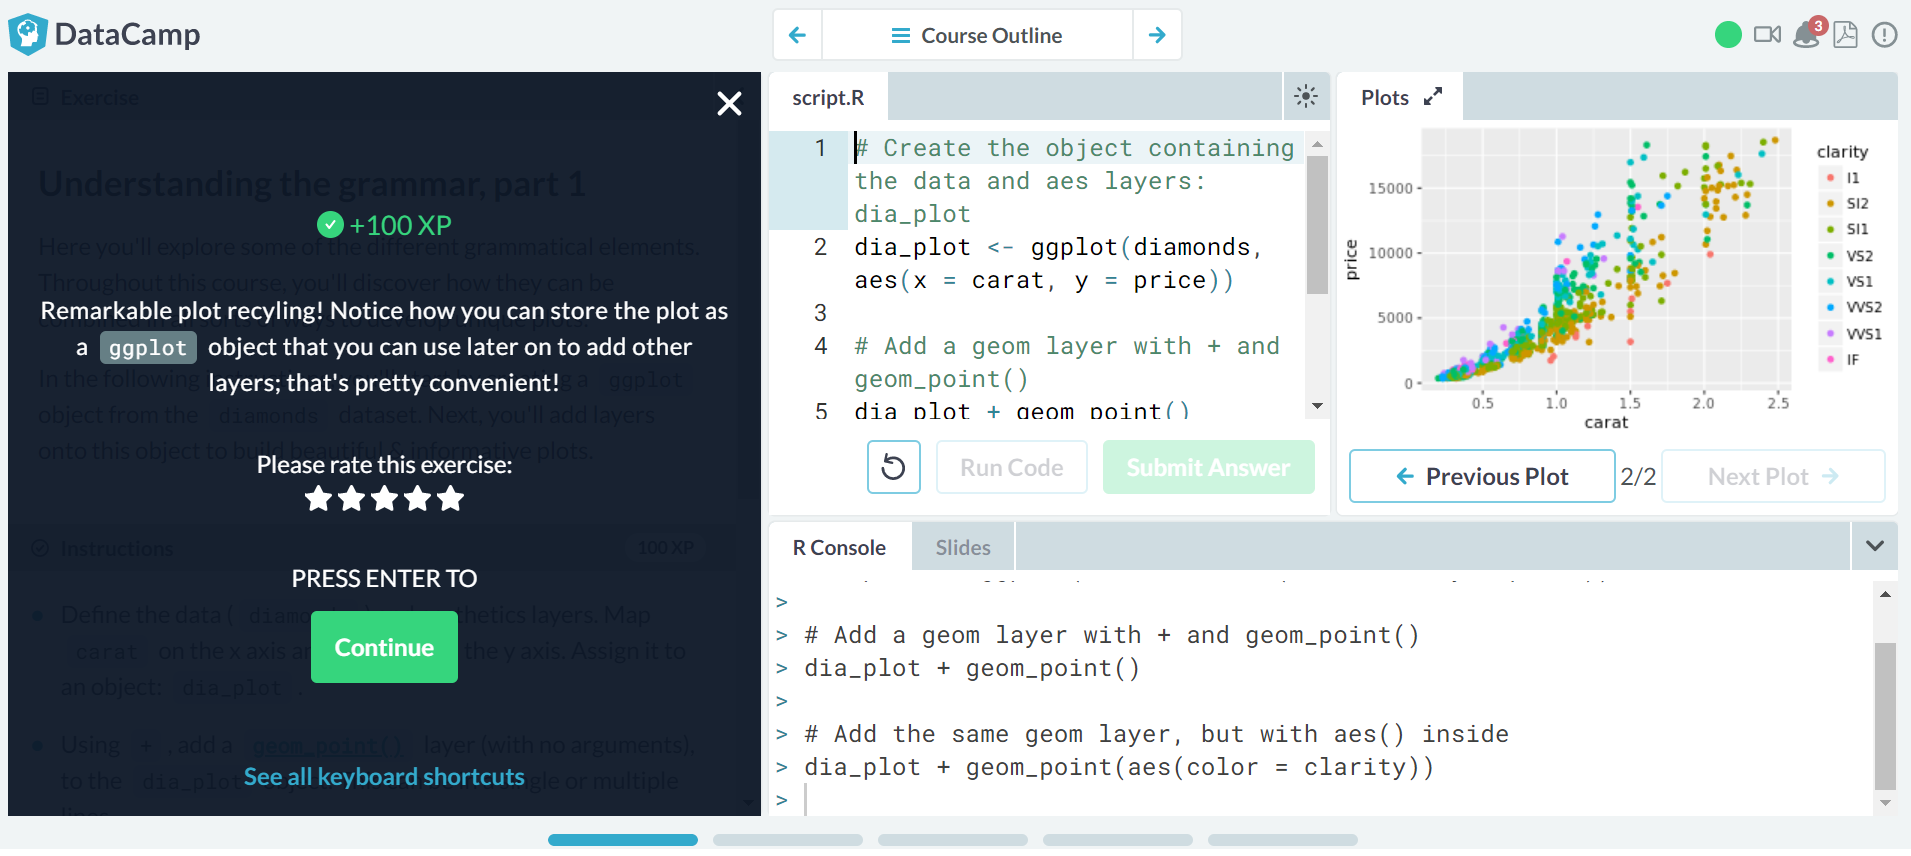 DataCamp
Course Outline
3
Exercise
Understanding the grammar, part 1
+100 XP
Here you'll explore some of the different grammatical elements.
Throughout this course, you'll discover how they can be
Remarkable plot recyling! Notice how you can store the plot as
a ggplot object that you can use later on to add other
layers; that's pretty convenient!
In the following
a ggplot
object from the diamonds dataset. Next, you'll add layers
onto this object to build beautiful & informative plots.
Please rate this exercise:
Instructions
100 XP
PRESS ENTER TO
Define the data (
layers. Map
Continue
carat on the x axis
the y axis. Assign it to
an object: dia_plot.
Using + , add a geom_point() layer (with no arguments),
to the dia_plot
or multiple
See all keyboard shortcuts
script.R
1 # Create the object containing
the data and aes layers:
dia_plot
2 dia_plot <- ggplot(diamonds,
aes(x = carat, y = price))
3
4 # Add a geom layer with + and
geom_point()
5 dia_plot + geom_point()
Run Code
Submit Answer
Plots
clarity
I1
SI2
SI1
VS2
VS1
VVS2
VVS1
IF
15000
10000
5000
0
price
0.5 1.0 1.5 2.0 2.5
carat
Previous Plot 2/2 Next Plot
R Console
Slides
>
> # Add a geom layer with + and geom_point()
> dia_plot + geom_point()
>
> # Add the same geom layer, but with aes() inside
> dia_plot + geom_point(aes(color = clarity))
>